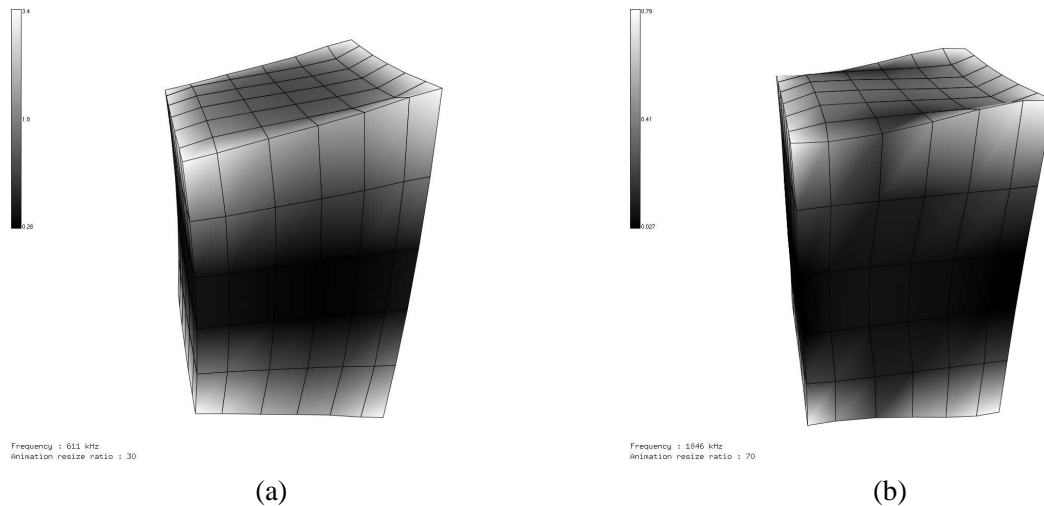 3.4
1.8
0.28
Frequency : 611 kHz
Animation resize ratio : 30
(a)
0.79
0.41
0.027
Frequency : 1846 kHz
Animation resize ratio : 70
(b)